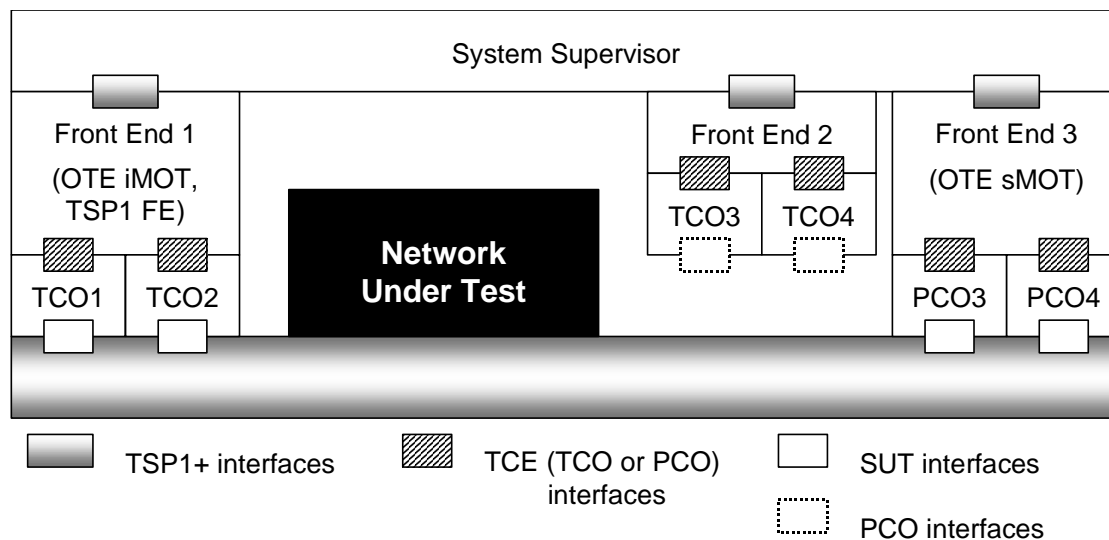 System Supervisor
Front End 1
(OTE iMOT,
TSP1 FE)
TCO1
TCO2
Network
Under Test
Front End 2
TCO3
TCO4
Front End 3
(OTE sMOT)
PCO3
PCO4
TSP1+ interfaces
TCE (TCO or PCO)
interfaces
SUT interfaces
PCO interfaces